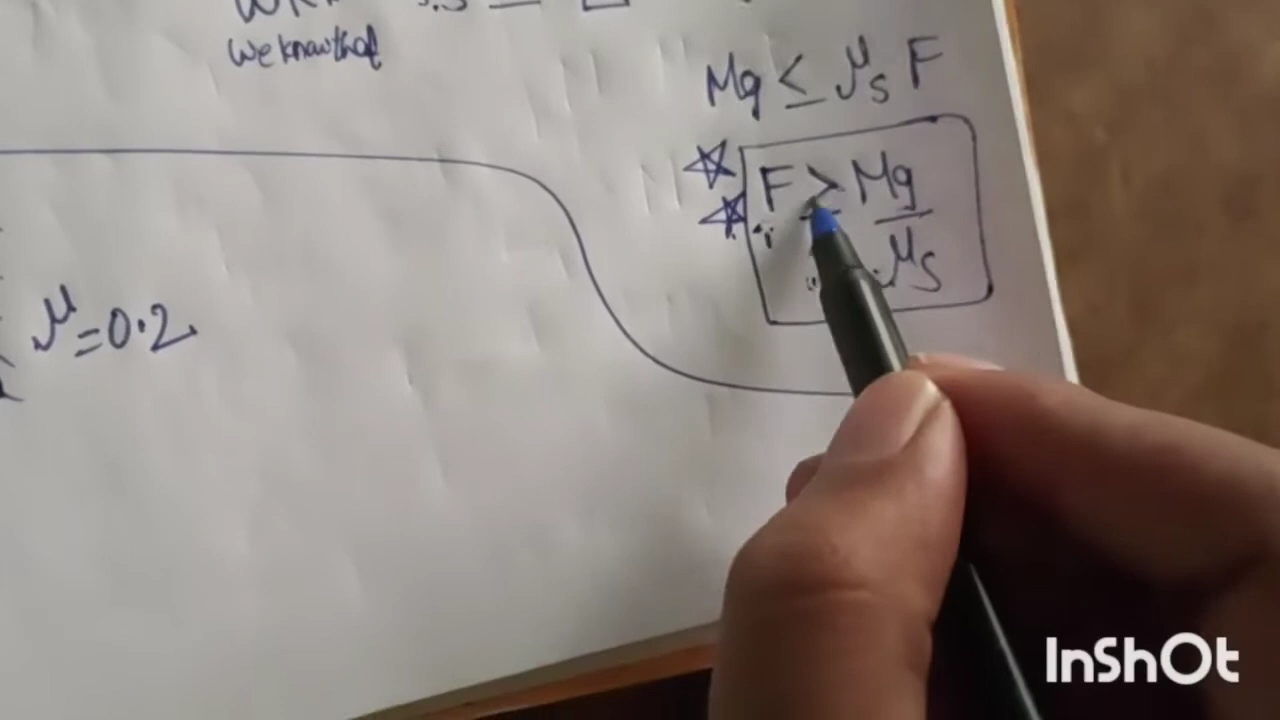 We know that
Mg ≤ μs F
F ≥ Mg
μs
μ=0.2
InShOt